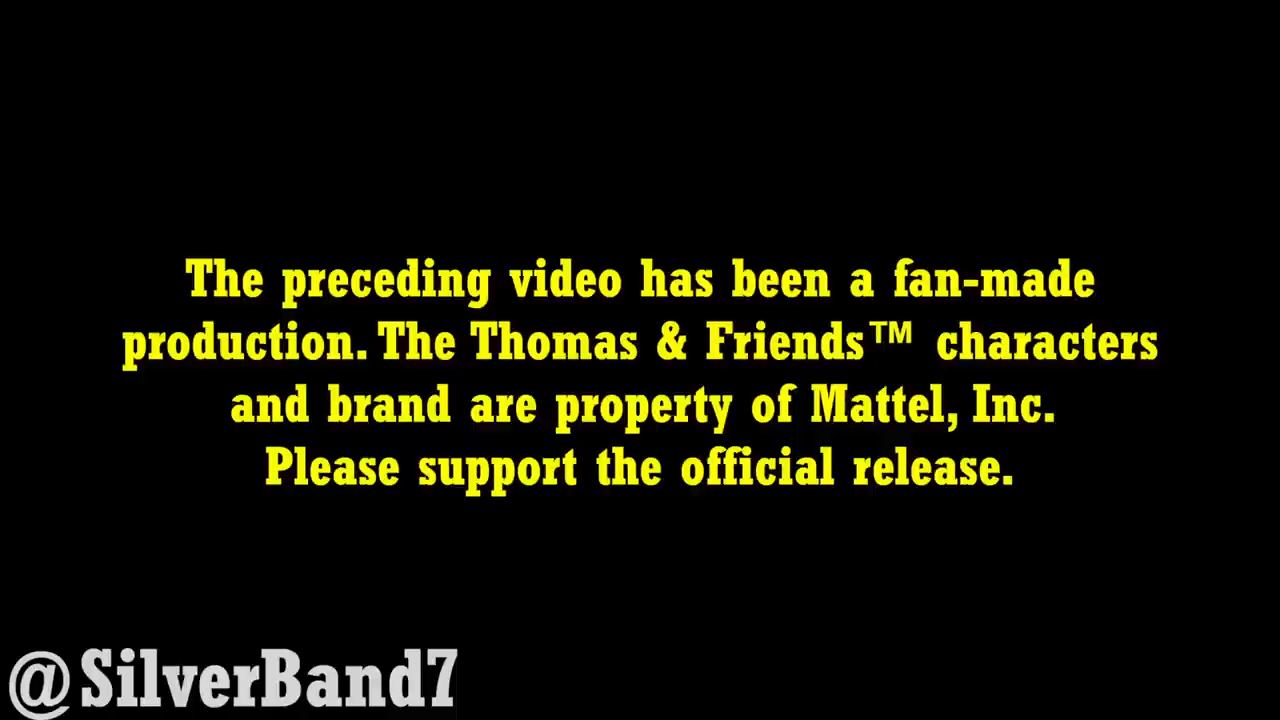 The preceding video has been a fan-made
production. The Thomas & Friends™ characters
and brand are property of Mattel, Inc.
Please support the official release.
@SilverBand7